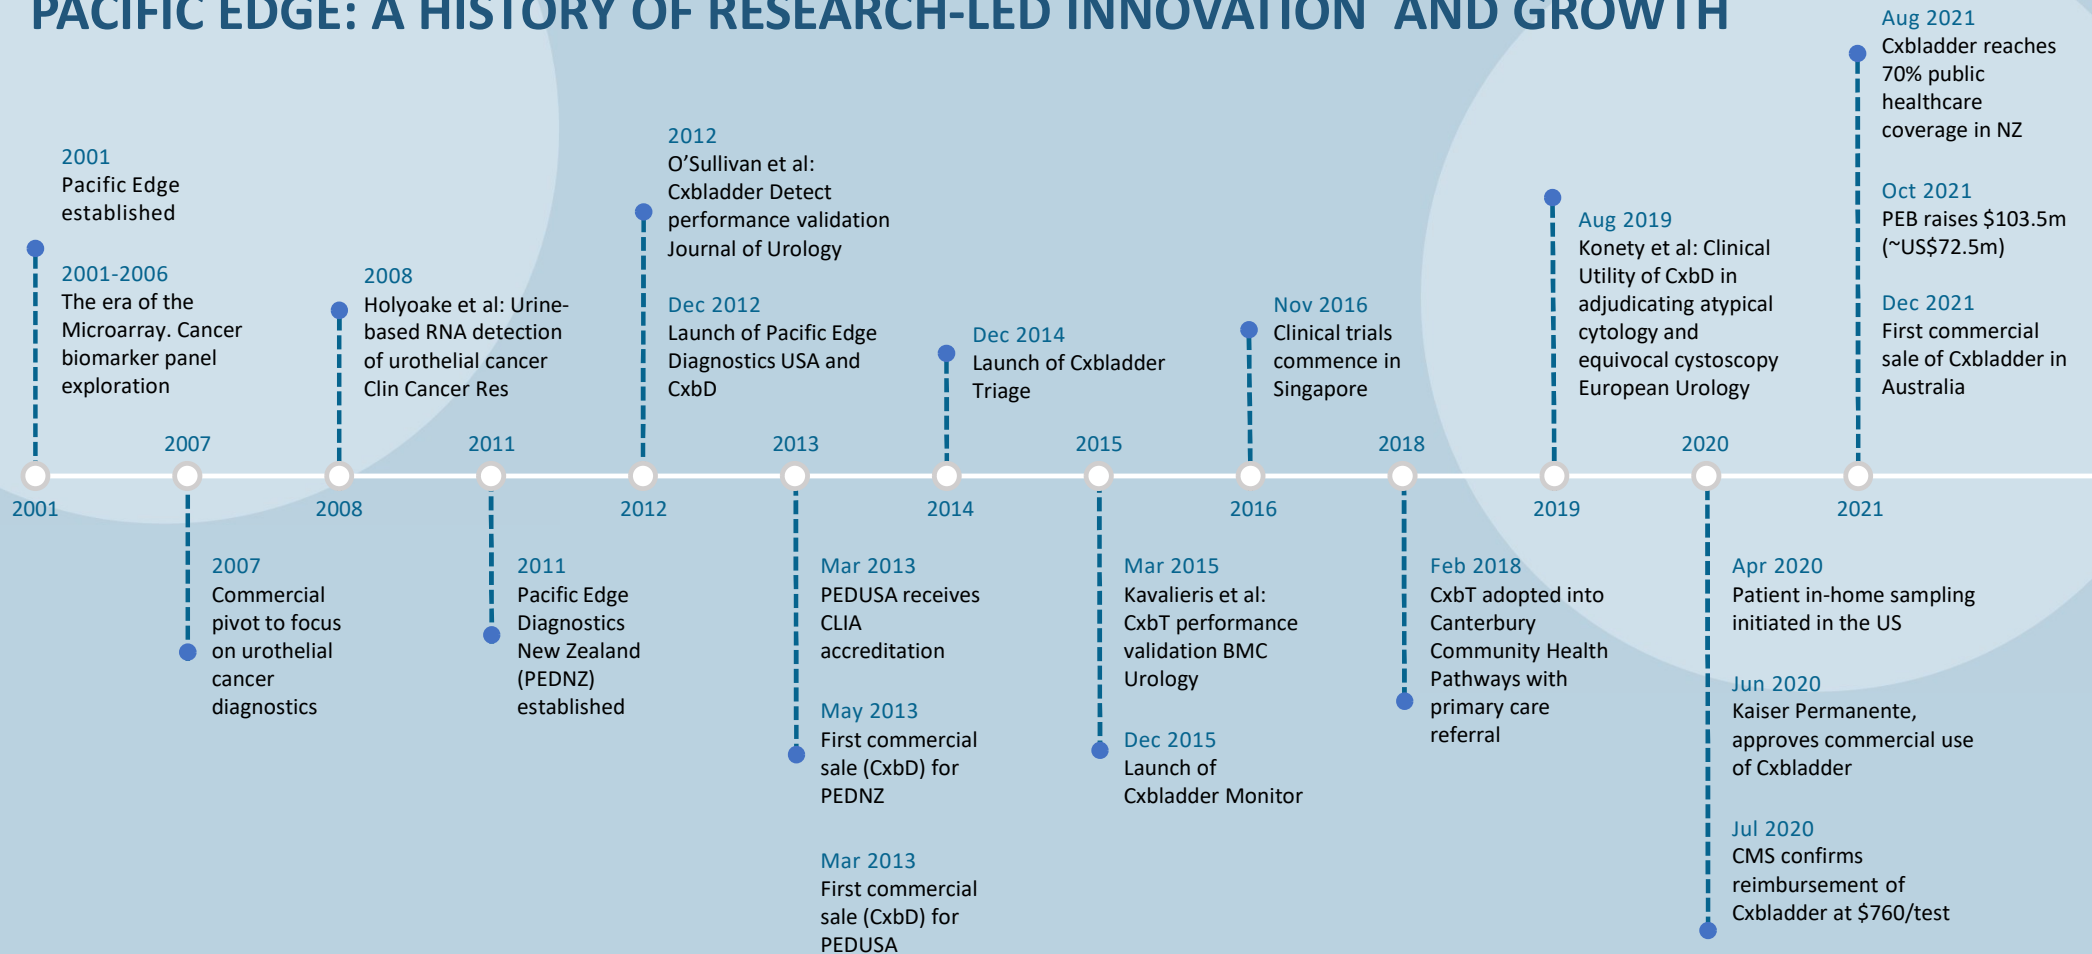 PACIFIC EDGE: A HISTORY OF RESEARCH-LED INNOVATION AND GROWTH
2001
Pacific Edge
established
2001-2006
The era of the
Microarray. Cancer
biomarker panel
exploration
2007
Commercial
pivot to focus
on urothelial
cancer
diagnostics
2008
Holyoake et al: Urine-
based RNA detection
of urothelial cancer
Clin Cancer Res
2011
Pacific Edge
Diagnostics
New Zealand
(PEDNZ)
established
2012
O’Sullivan et al:
Cxbladder Detect
performance validation
Journal of Urology
Dec 2012
Launch of Pacific Edge
Diagnostics USA and
CxbD
Mar 2013
PEDUSA receives
CLIA
accreditation
May 2013
First commercial
sale (CxbD) for
PEDNZ
Mar 2013
First commercial
sale (CxbD) for
PEDUSA
Dec 2014
Launch of Cxbladder
Triage
Mar 2015
Kavalieris et al:
CxbT performance
validation BMC
Urology
Dec 2015
Launch of
Cxbladder Monitor
Nov 2016
Clinical trials
commence in
Singapore
Feb 2018
CxbT adopted into
Canterbury
Community Health
Pathways with
primary care
referral
Aug 2019
Konety et al: Clinical
Utility of CxbD in
adjudicating atypical
cytology and
equivocal cystoscopy
European Urology
Apr 2020
Patient in-home sampling
initiated in the US
Jun 2020
Kaiser Permanente,
approves commercial use
of Cxbladder
Jul 2020
CMS confirms
reimbursement of
Cxbladder at $760/test
Aug 2021
Cxbladder reaches
70% public
healthcare
coverage in NZ
Oct 2021
PEB raises $103.5m
(~US$72.5m)
Dec 2021
First commercial
sale of Cxbladder in
Australia
2007
2011
2013
2015
2018
2020
2001
2008
2012
2014
2016
2019
2021